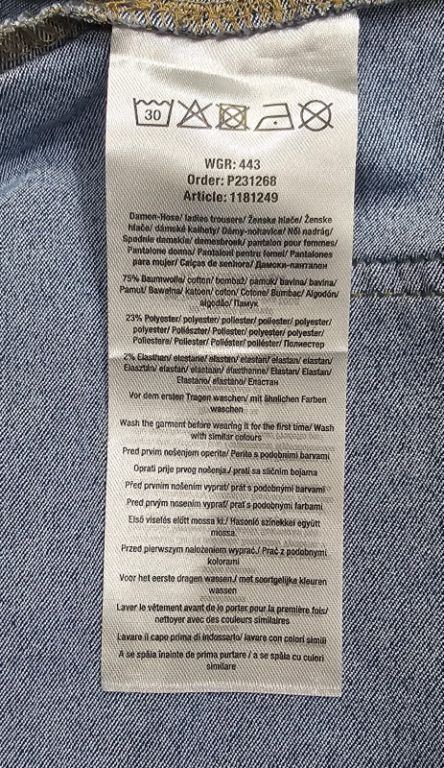 30
WGR: 443
Order: P231268
Article: 1181249
Damen-Hose/ ladies trousers/ Ženske hlače/ Ženske
hlače/ dámské kalhoty/ Dámy-nohavice/ Női nadrág/
Spodnie damskie/ damesbroek/ pantalon pour femmes/
Pantalone donna/ Pantaloni pentru femei/ Pantalones
para mujer/ Calças de senhora/ Дамски-пантален
75% Baumwolle/ cotton/ bombaž/ pamuk/ bavlna/ bavlna/
Pamut/ Bawełna/ katoen/ coton/ Cotone/ Bumbac/ Algodón/
algodão/ Памук
23% Polyester/ polyester/ poliester/ poliester/ polyester/
polyester/ Poliészter/ Poliester/ polyester/ polyester/
Poliestere/ Poliester/ Poliéster/ poliéster/ Полиестер
2% Elasthan/ elastane/ elastan/ elastan/ elastan/ elastan/
Elasztán/ elastan/ elastaan/ élasthanne/ Elastan/ Elastan/
Elastano/ elastano/ Еластан
Vor dem ersten Tragen waschen/ mit ähnlichen Farben
waschen
Wash the garment before wearing it for the first time/ Wash
with similar colours
Pred prvim nošenjem operite/ Perite s podobnimi barvami
Oprati prije prvog nošenja/ prati sa sličnim bojama
Před prvním nošením vyprat/ prát s podobnými barvami
Pred prvým nosením vyprať/ prať s podobnými farbami
Első viselés előtt mossa ki./ Hasonló színekkel együtt
mossa.
Przed pierwszym nałożeniem wyprać./ Prać z podobnymi
kolorami
Voor het eerste dragen wassen/ met soortgelijke kleuren
wassen
Laver le vêtement avant de le porter pour la première fois/
nettoyer avec des couleurs similaires
Lavare il capo prima di indossarlo/ lavare con colori simili
A se spăla înainte de prima purtare / a se spăla cu culori
similare